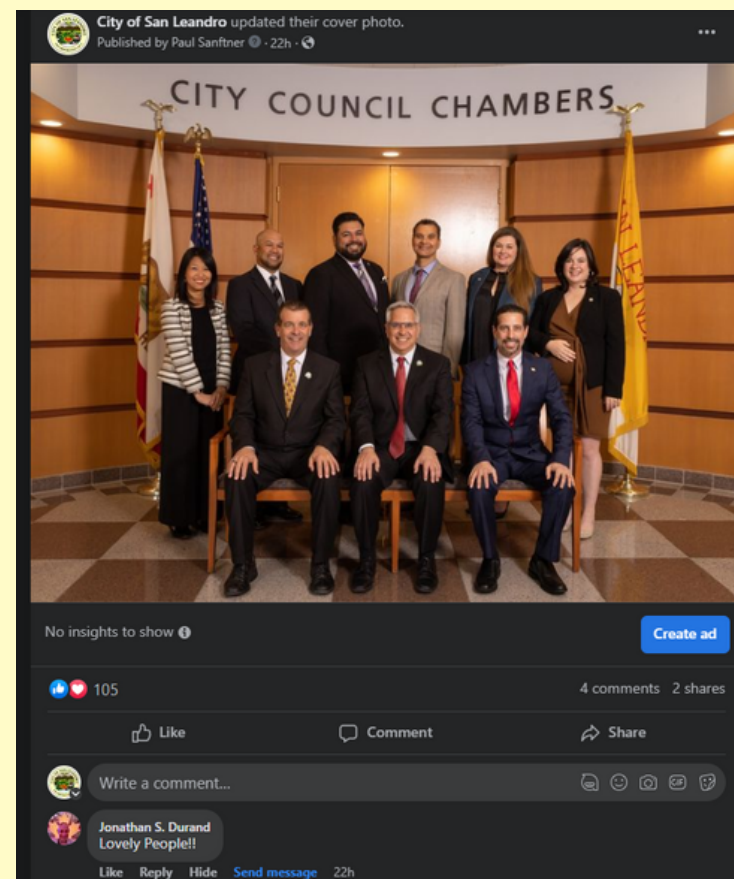 City of San Leandro updated their cover photo.
Published by Paul Sanftner · 22h ·
CITY COUNCIL CHAMBERS
N LEAND
No insights to show
Create ad
105
4 comments 2 shares
Like
Comment
Share
Write a comment...
GIF
Jonathan S. Durand
Lovely People!!
Like Reply Hide Send message 22h